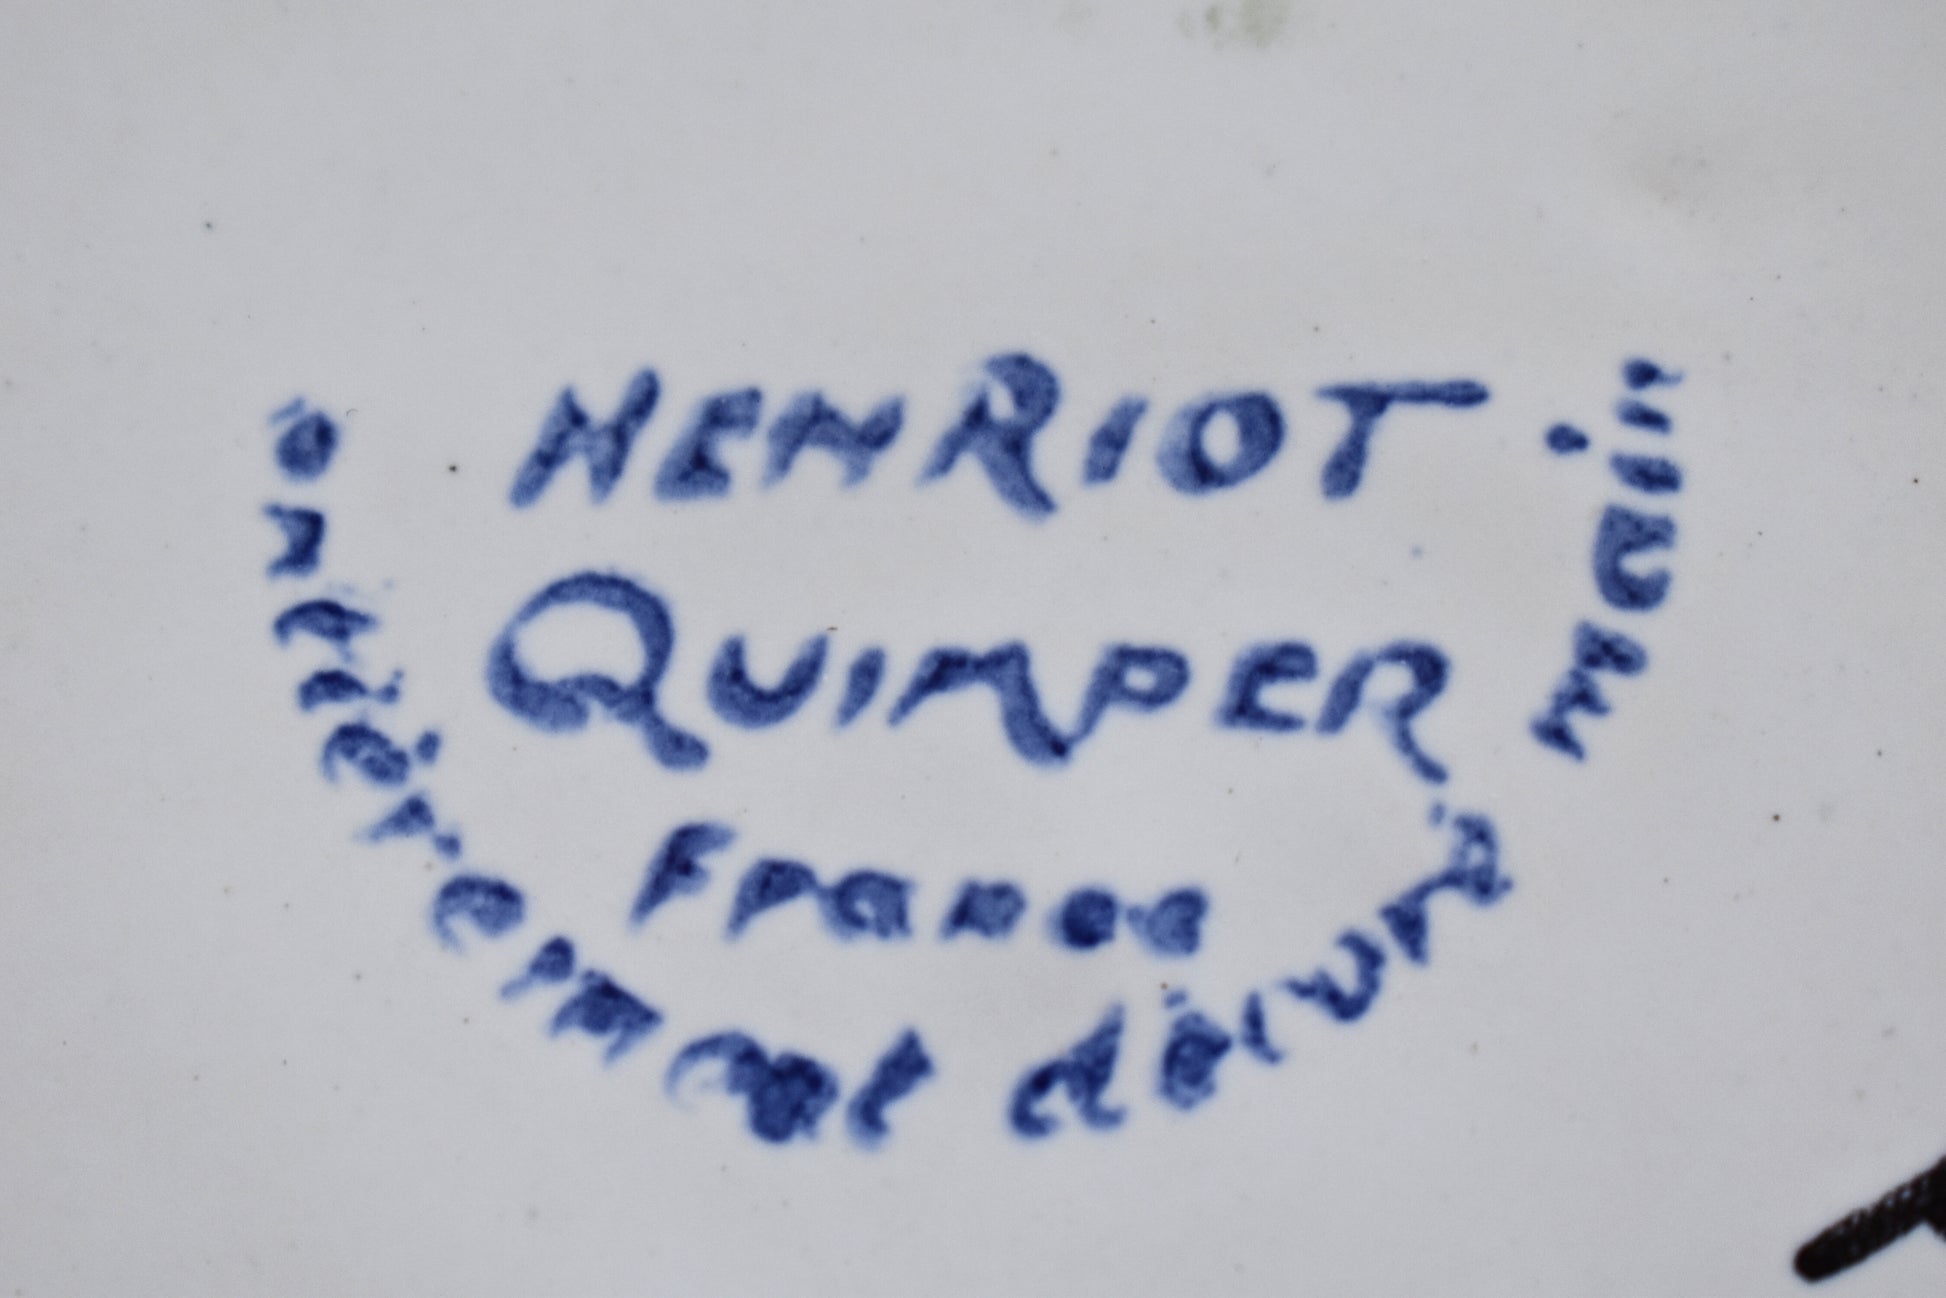 HENRIOT
QUIMPER
France
entièrement décoré main